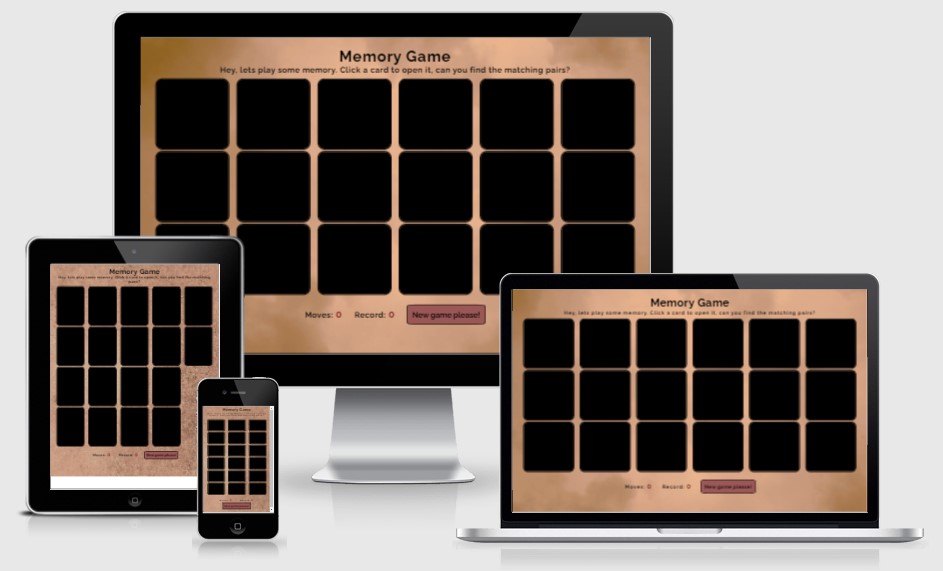 Memory Game
Hey, lets play some memory. Click a card to open it, can you find the matching pairs?
Moves: 0 Record: 0 New game please!
Memory Game
Hey, lets play some memory. Click a card to open it, can you find the matching
pairs?
Moves: 0 Record: 0 New game please!
Memory Game
Memory Game
Hey, lets play some memory. Click a card to open it, can you find the matching pairs?
Moves: 0 Record: 0 New game please!